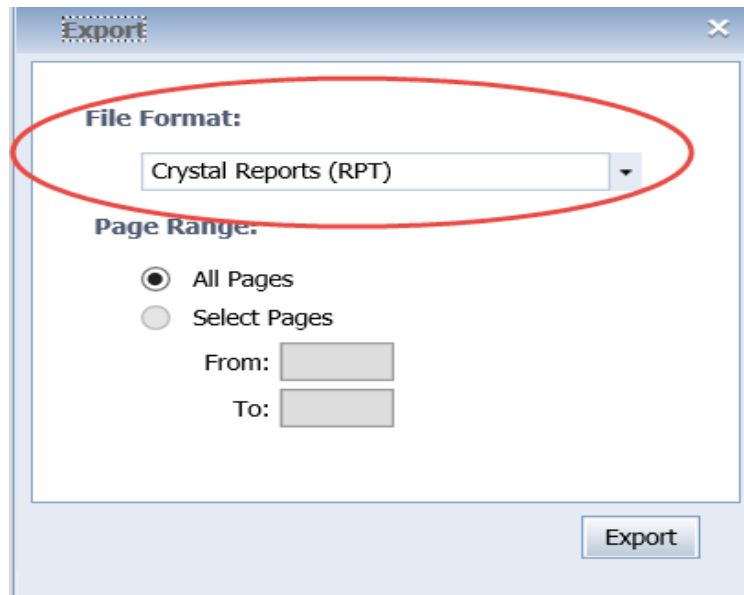 Export
File Format:
Crystal Reports (RPT)
Page Range:
All Pages
Select Pages
From:
To:
Export